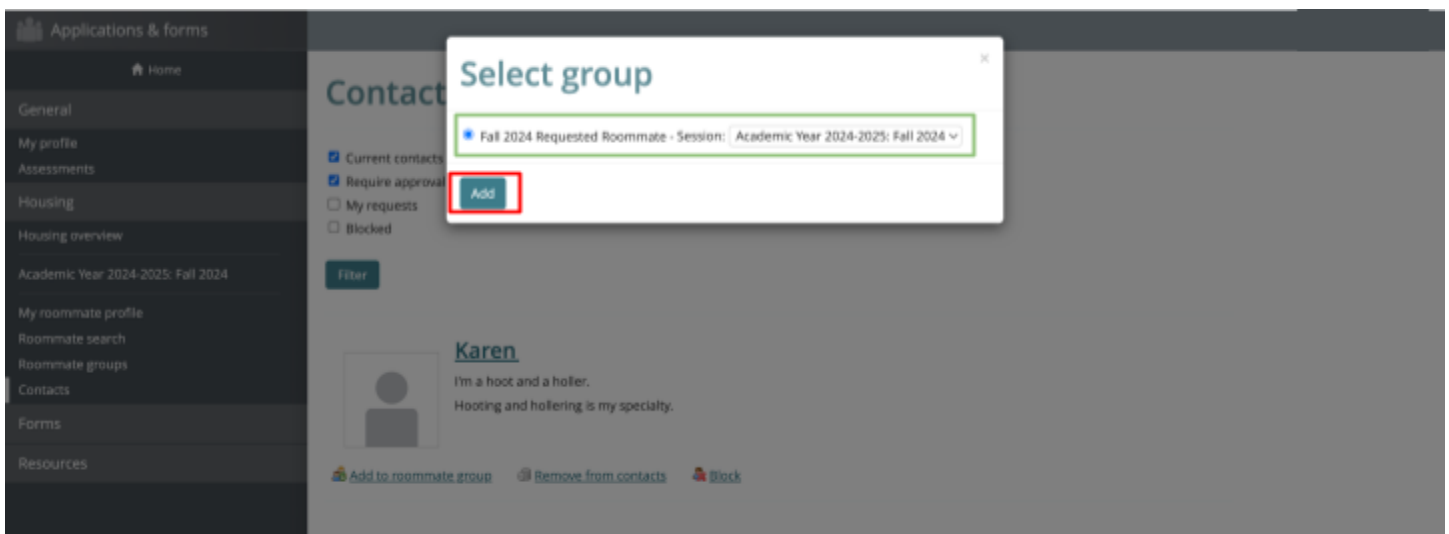 Applications & forms
Home
General
My profile
Assessments
Housing
Housing overview
Academic Year 2024-2025: Fall 2024
My roommate profile
Roommate search
Roommate groups
Contacts
Forms
Resources
Contact
Current contacts
Require approval
My requests
Blocked
Filter
Select group
×
Fall 2024 Requested Roommate - Session: Academic Year 2024-2025: Fall 2024
Add
Karen
I'm a hoot and a holler.
Hooting and hollering is my specialty.
Add to roommate group Remove from contacts Block